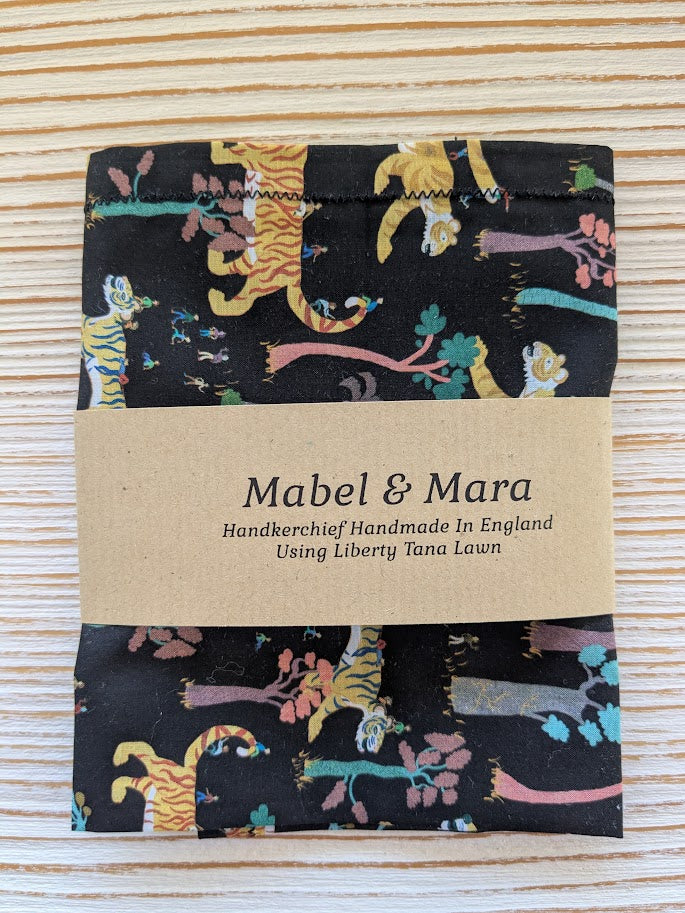 Mabel & Mara
Handkerchief Handmade In England
Using Liberty Tana Lawn